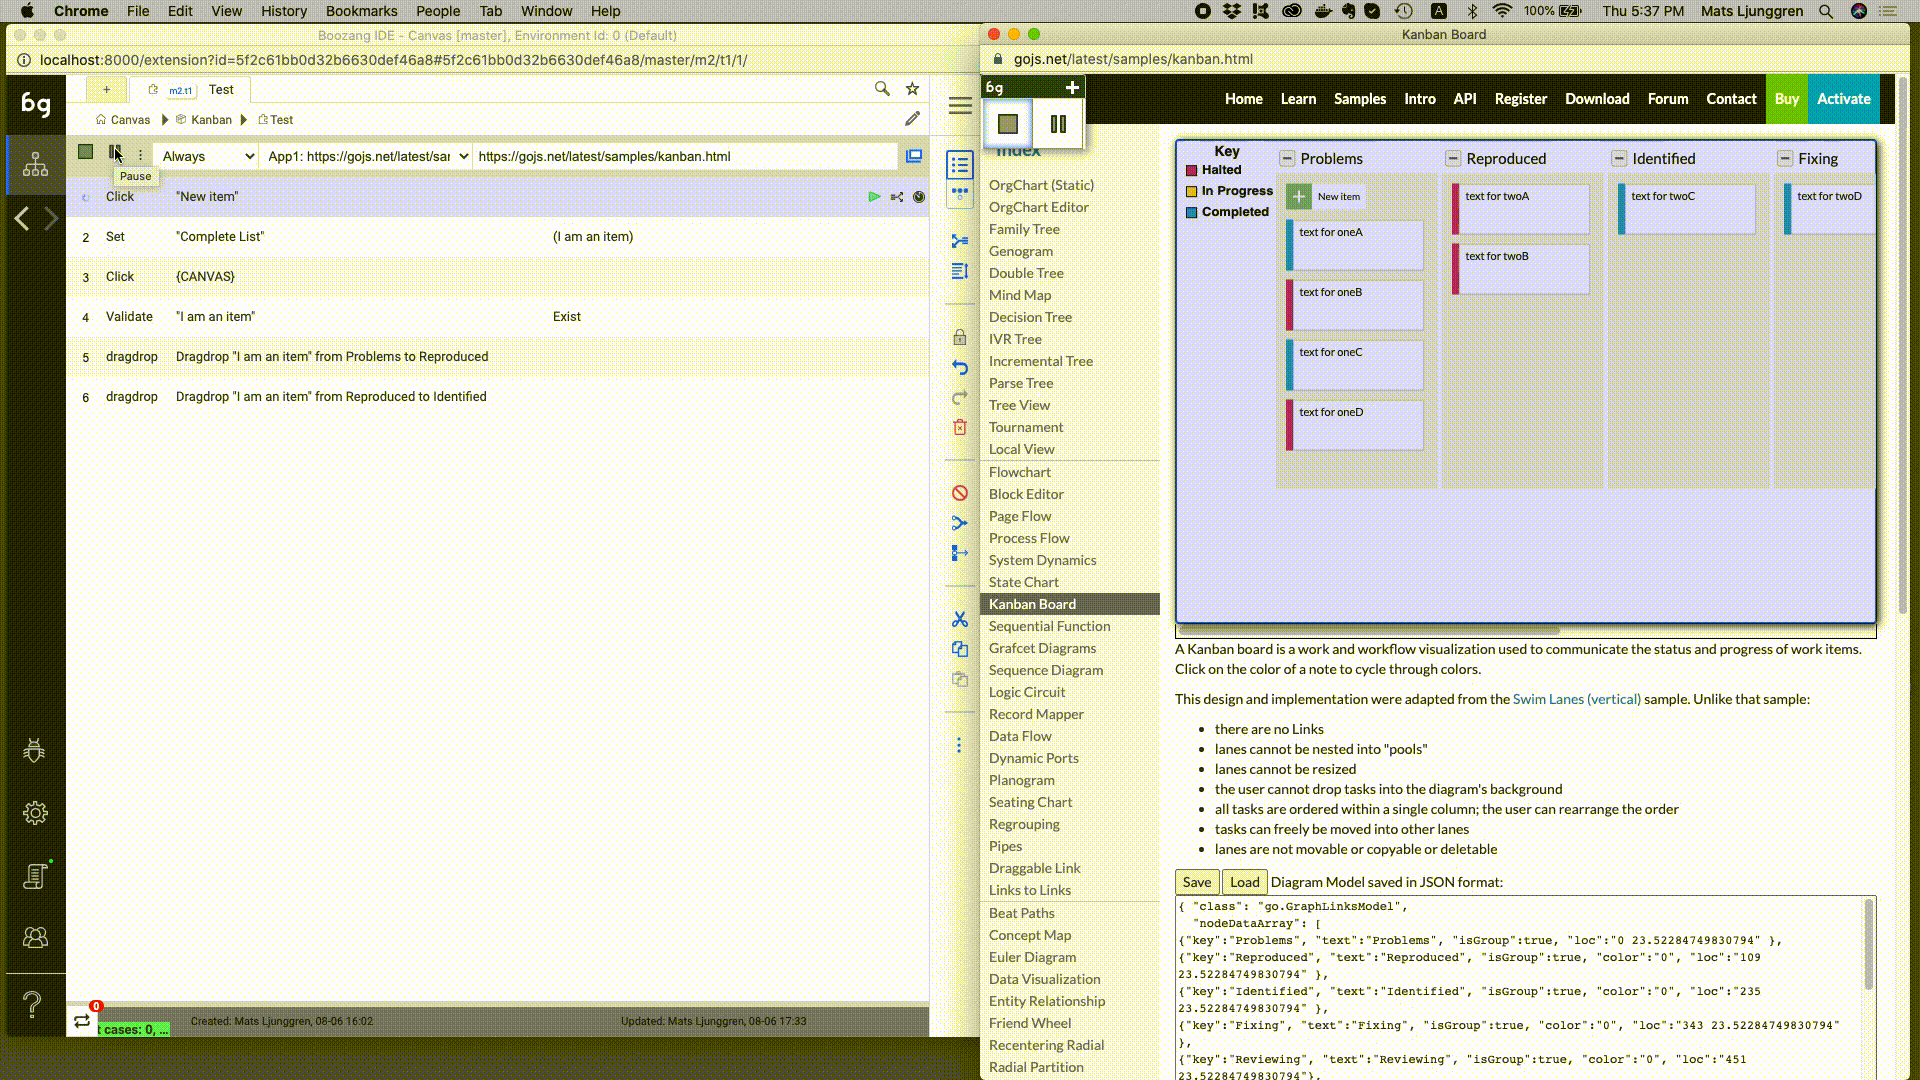 Chrome File Edit View History Bookmarks People Tab Window Help 100% Thu 5:37 PM Mats Ljunggren
Boozang IDE - Canvas [master], Environment Id: 0 (Default)
localhost:8000/extension?id=5f2c61bb0d32b6630def46a8#5f2c61bb0d32b6630def46a8/master/m2/t1/1/
bg
+ m2.t1 Test
Canvas Kanban Test
Always App1: https://gojs.net/latest/sar https://gojs.net/latest/samples/kanban.html
Pause
Click "New item"
2 Set "Complete List" (I am an item)
3 Click {CANVAS}
4 Validate "I am an item" Exist
5 dragdrop Dragdrop "I am an item" from Problems to Reproduced
6 dragdrop Dragdrop "I am an item" from Reproduced to Identified
0
t cases: 0, ...
Created: Mats Ljunggren, 08-06 16:02 Updated: Mats Ljunggren, 08-06 17:33
Kanban Board
gojs.net/latest/samples/kanban.html
bg +
Home Learn Samples Intro API Register Download Forum Contact Buy Activate
Index
OrgChart (Static)
OrgChart Editor
Family Tree
Genogram
Double Tree
Mind Map
Decision Tree
IVR Tree
Incremental Tree
Parse Tree
Tree View
Tournament
Local View
Flowchart
Block Editor
Page Flow
Process Flow
System Dynamics
State Chart
Kanban Board
Sequential Function
Grafcet Diagrams
Sequence Diagram
Logic Circuit
Record Mapper
Data Flow
Dynamic Ports
Planogram
Seating Chart
Regrouping
Pipes
Draggable Link
Links to Links
Beat Paths
Concept Map
Euler Diagram
Data Visualization
Entity Relationship
Friend Wheel
Recentering Radial
Radial Partition
Key
Halted
In Progress
Completed
Problems
New item
text for oneA
text for oneB
text for oneC
text for oneD
Reproduced
text for twoA
text for twoB
Identified
text for twoC
Fixing
text for twoD
A Kanban board is a work and workflow visualization used to communicate the status and progress of work items.
Click on the color of a note to cycle through colors.
This design and implementation were adapted from the Swim Lanes (vertical) sample. Unlike that sample:
• there are no Links
• lanes cannot be nested into "pools"
• lanes cannot be resized
• the user cannot drop tasks into the diagram's background
• all tasks are ordered within a single column; the user can rearrange the order
• tasks can freely be moved into other lanes
• lanes are not movable or copyable or deletable
Save Load Diagram Model saved in JSON format:
{ "class": "go.GraphLinksModel",
"nodeDataArray": [
{"key":"Problems", "text":"Problems", "isGroup":true, "loc":"0 23.52284749830794" },
{"key":"Reproduced", "text":"Reproduced", "isGroup":true, "color":"0", "loc":"109
23.52284749830794" },
{"key":"Identified", "text":"Identified", "isGroup":true, "color":"0", "loc":"235
23.52284749830794" },
{"key":"Fixing", "text":"Fixing", "isGroup":true, "color":"0", "loc":"343 23.52284749830794"
},
{"key":"Reviewing", "text":"Reviewing", "isGroup":true, "color":"0", "loc":"451
23.52284749830794"},